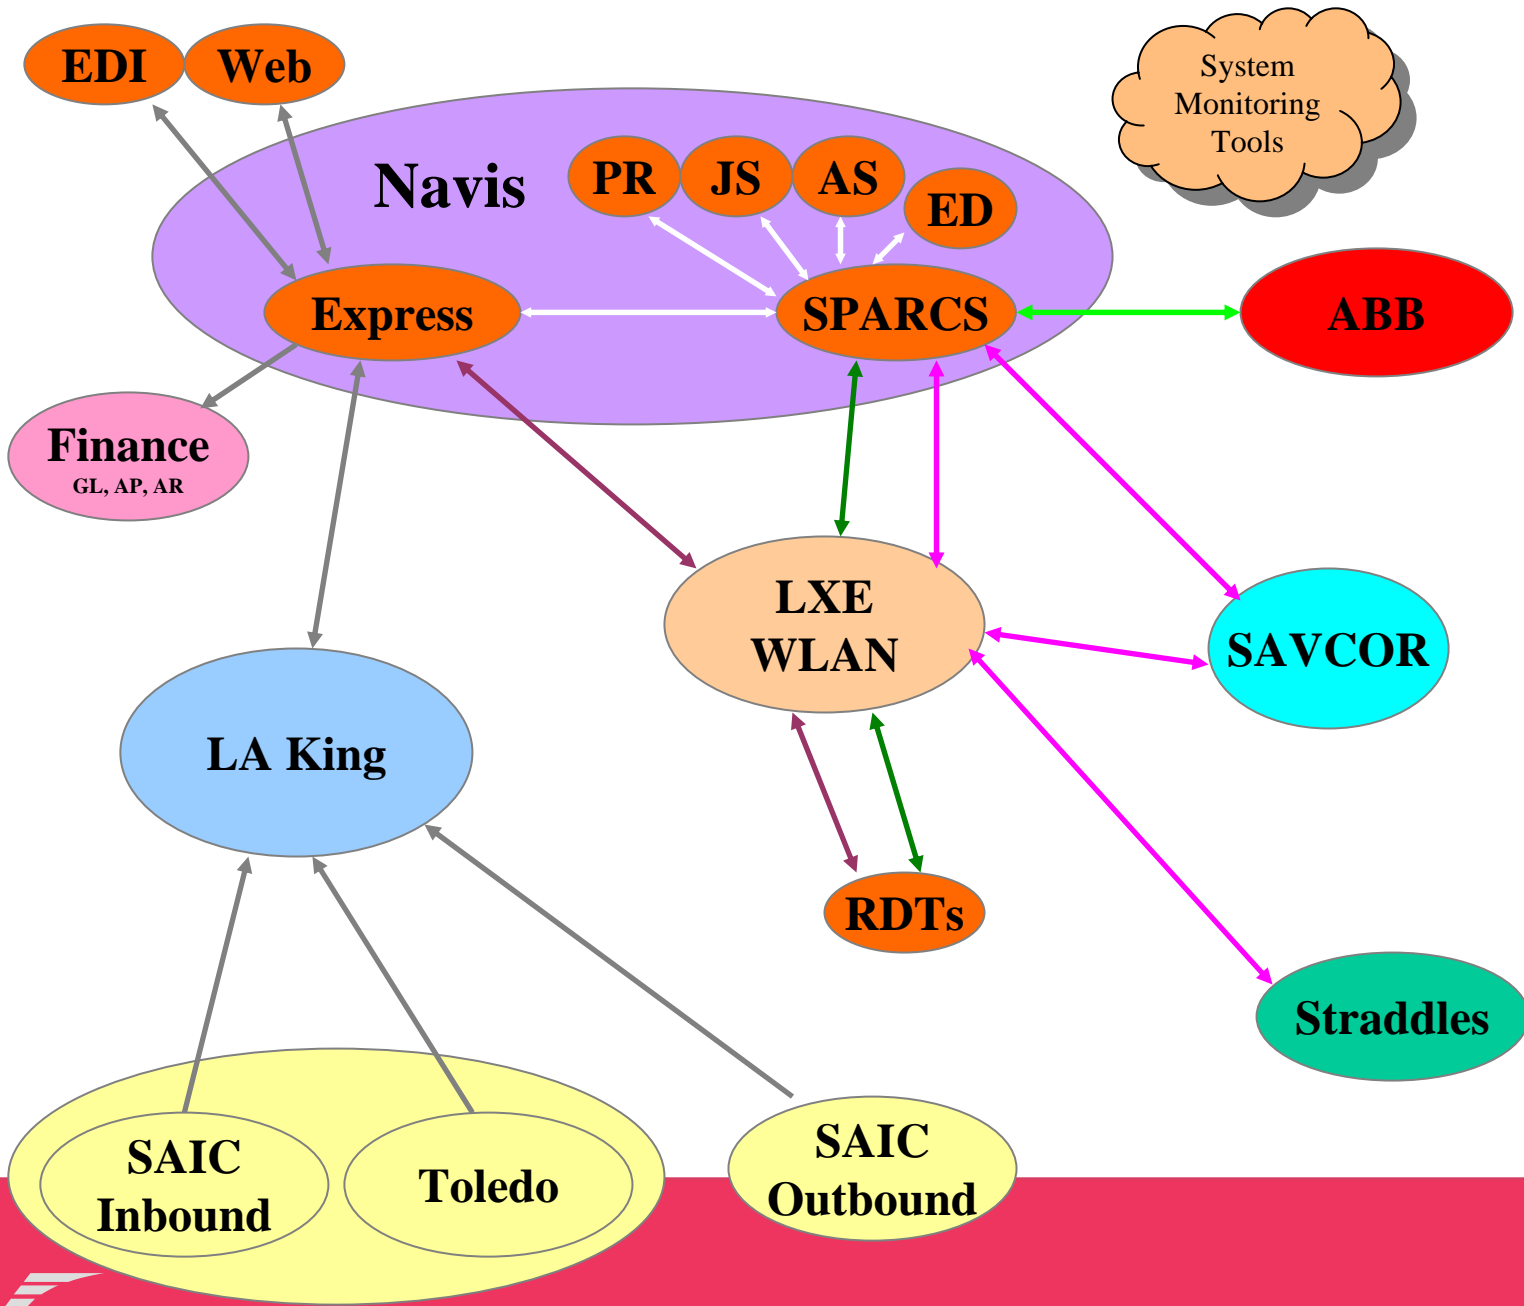 EDI
Web
System
Monitoring
Tools
Navis
PR
JS
AS
ED
Express
SPARCS
ABB
Finance
GL, AP, AR
LXE
WLAN
SAVCOR
LA King
RDTs
Straddles
SAIC
Inbound
Toledo
SAIC
Outbound